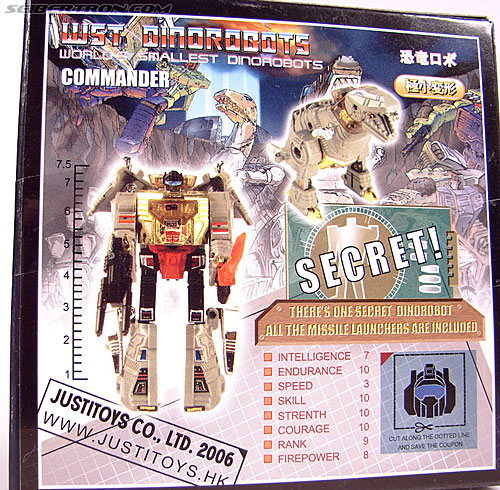 SEIBERTRON.COM
WST DINOROBOTS
WORLD'S SMALLEST DINOROBOTS
COMMANDER
恐竜ロボ
極小変形
7.5
7
5
3
2
1
SECRET!
THERE'S ONE SECRET DINOROBOT
ALL THE MISSILE LAUNCHERS ARE INCLUDED
INTELLIGENCE 7
ENDURANCE 10
SPEED 3
SKILL 10
STRENTH 10
COURAGE 10
RANK 9
FIREPOWER 8
CUT ALONG THE DOTTED LINE
AND SAVE THE COUPON
JUSTITOYS CO., LTD. 2006
WWW.JUSTITOYS.HK